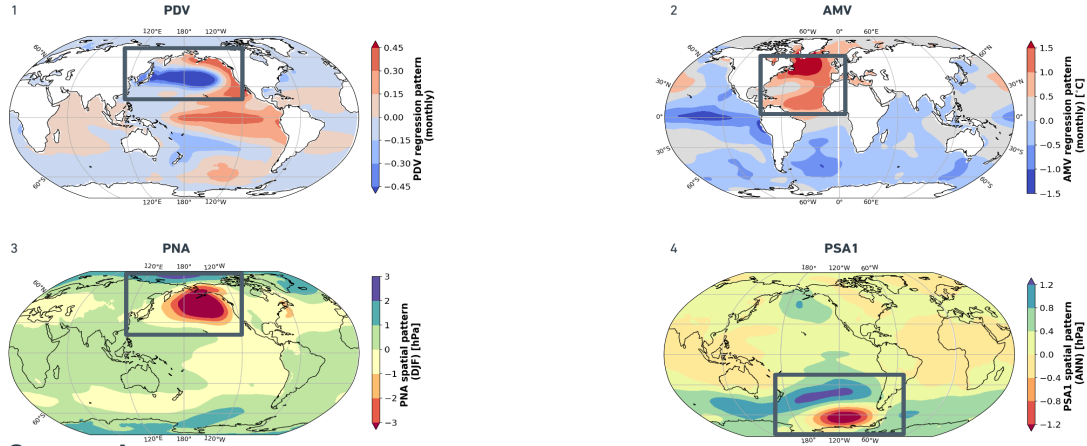 1
PDV
120°E 180° 120°W
60°N
60°S
120°E 180° 120°W
0.45
0.30
0.15
0.00
−0.15
−0.30
−0.45
PDV regression pattern
(monthly)
2
AMV
60°W 0° 60°E
60°N
30°N 30°N
0° 0°
30°S 30°S
60°S 60°S
60°W 0° 60°E
1.5
1.0
0.5
0.0
−0.5
−1.0
−1.5
AMV regression pattern
(monthly) [°C]
3
PNA
120°E 180° 120°W
60°N
60°S
120°E 180° 120°W
3
2
1
0
−1
−2
−3
PNA spatial pattern
(DJF) [hPa]
4
PSA1
180° 120°W 60°W
180° 120°W 60°W
1.2
0.8
0.4
0.0
−0.4
−0.8
−1.2
PSA1 spatial pattern
(ANN) [hPa]